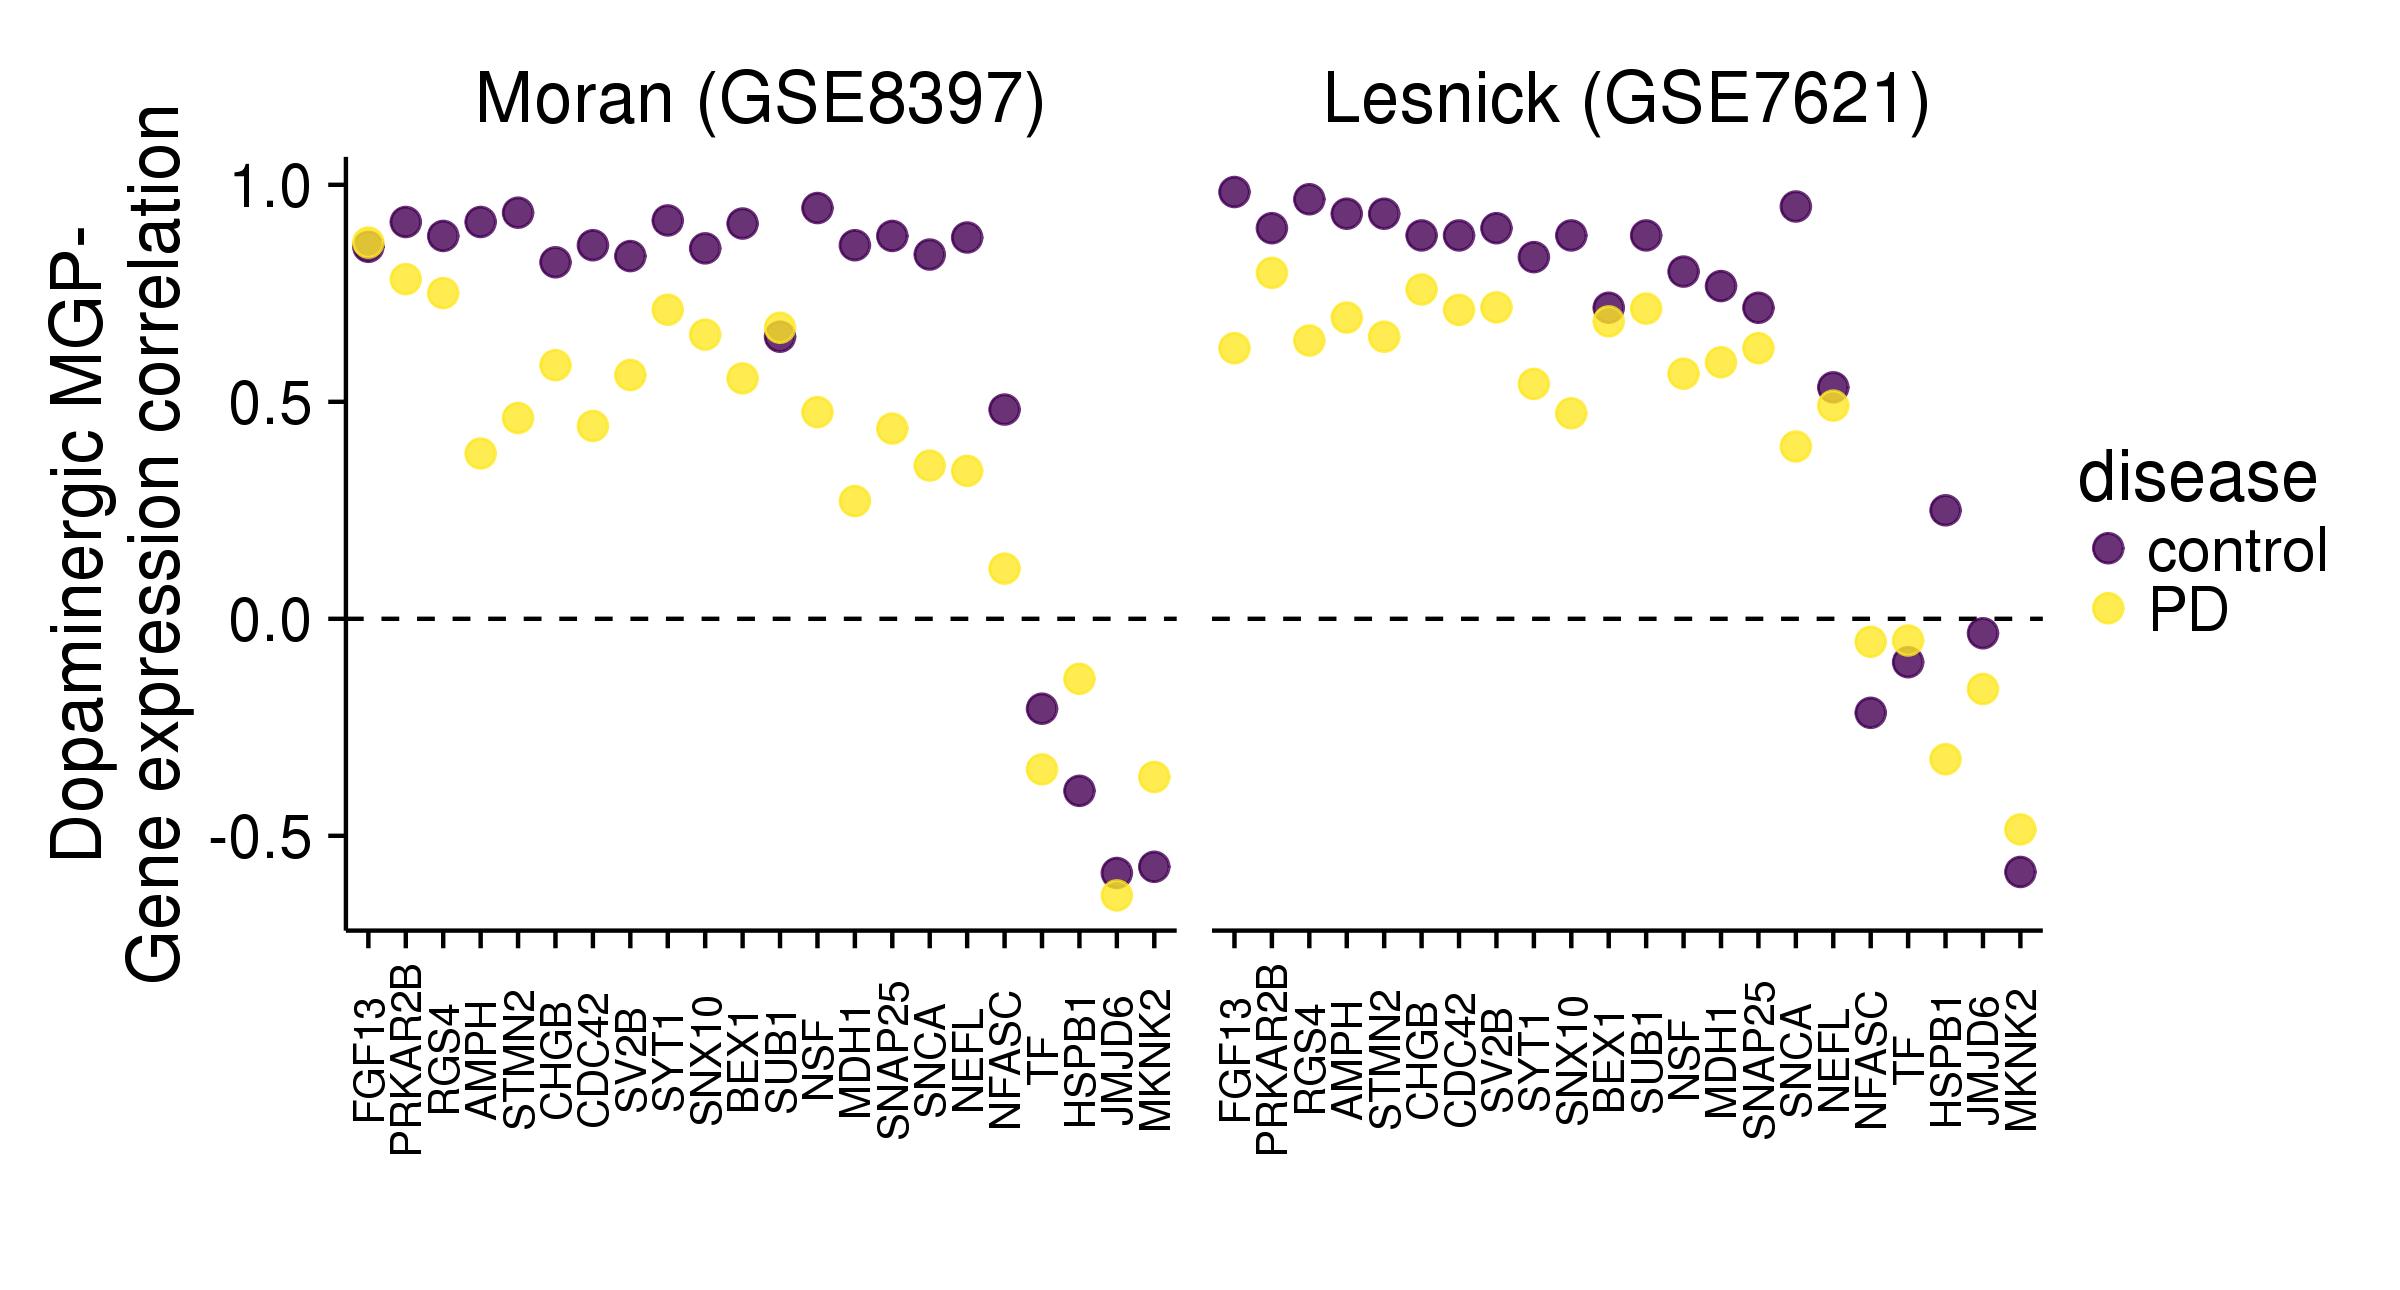 Moran (GSE8397)
Lesnick (GSE7621)
Dopaminergic MGP-
Gene expression correlation
1.0
0.5
0.0
-0.5
FGF13
PRKAR2B
RGS4
AMPH
STMN2
CHGB
CDC42
SV2B
SYT1
SNX10
BEX1
SUB1
NSF
MDH1
SNAP25
SNCA
NEFL
NFASC
TF
HSPB1
JMJD6
MKNK2
FGF13
PRKAR2B
RGS4
AMPH
STMN2
CHGB
CDC42
SV2B
SYT1
SNX10
BEX1
SUB1
NSF
MDH1
SNAP25
SNCA
NEFL
NFASC
TF
HSPB1
JMJD6
MKNK2
disease
control
PD